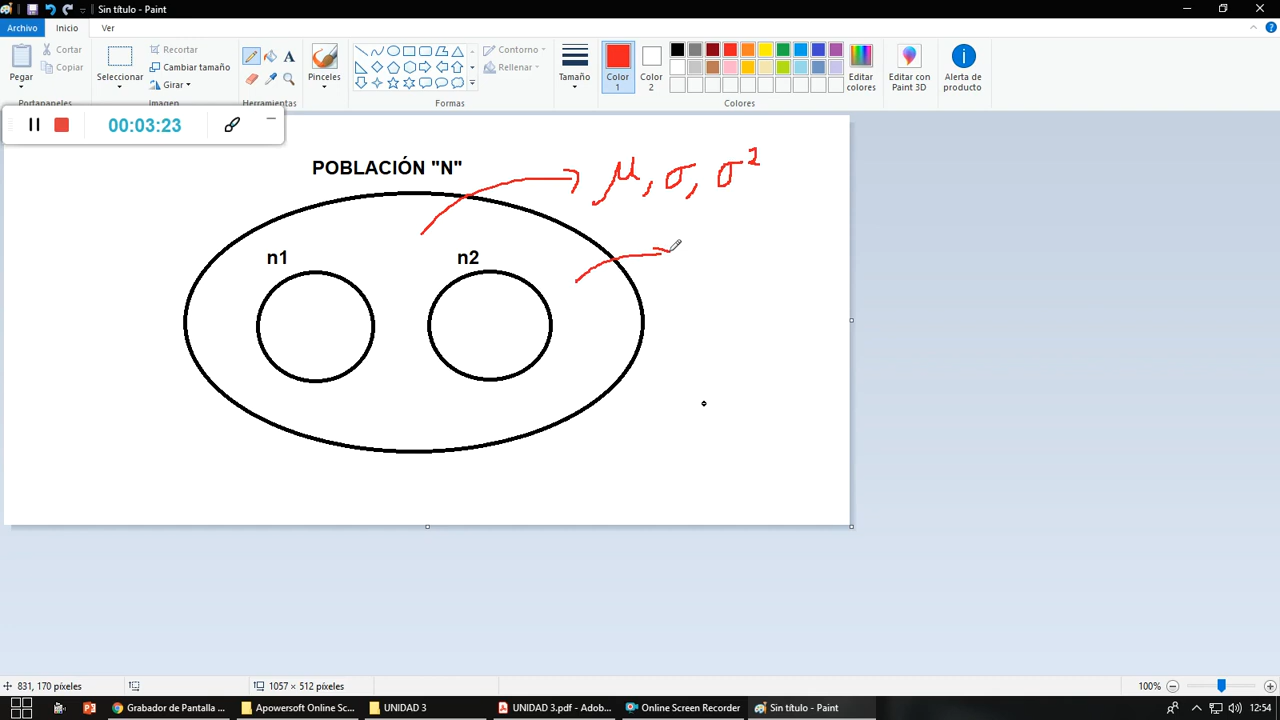 Sin título - Paint
Archivo Inicio Ver
Pegar
Cortar
Copiar
Portapapeles
Seleccionar
Recortar
Cambiar tamaño
Girar
Imagen
A
Herramientas
Pinceles
Contorno
Rellenar
Formas
Tamaño
Color 1
Color 2
Editar colores
Colores
Editar con Paint 3D
Alerta de producto
00:03:23
POBLACIÓN "N"
μ, σ, σ²
n1 n2
831, 170 píxeles
1057 × 512 píxeles
100%
Grabador de Pantalla ...
Apowersoft Online Sc...
UNIDAD 3
UNIDAD 3.pdf - Adob...
Online Screen Recorder
Sin título - Paint
12:54